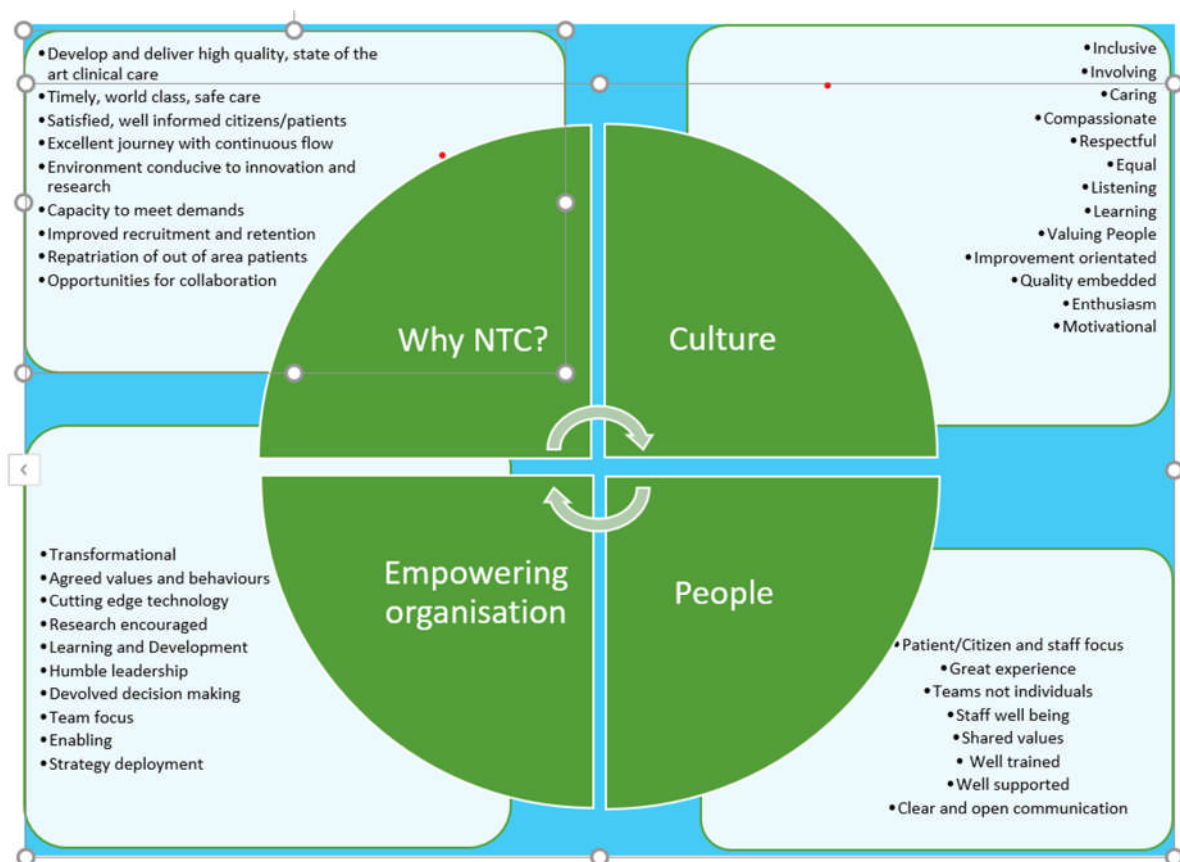 •Develop and deliver high quality, state of the
art clinical care
•Timely, world class, safe care
•Satisfied, well informed citizens/patients
•Excellent journey with continuous flow
•Environment conducive to innovation and
research
•Capacity to meet demands
•Improved recruitment and retention
•Repatriation of out of area patients
•Opportunities for collaboration
Why NTC?
•Inclusive
•Involving
•Caring
•Compassionate
•Respectful
•Equal
•Listening
•Learning
•Valuing People
•Improvement orientated
•Quality embedded
•Enthusiasm
•Motivational
Culture
•Transformational
•Agreed values and behaviours
•Cutting edge technology
•Research encouraged
•Learning and Development
•Humble leadership
•Devolved decision making
•Team focus
•Enabling
•Strategy deployment
Empowering
organisation
People
•Patient/Citizen and staff focus
•Great experience
•Teams not individuals
•Staff well being
•Shared values
• Well trained
•Well supported
•Clear and open communication